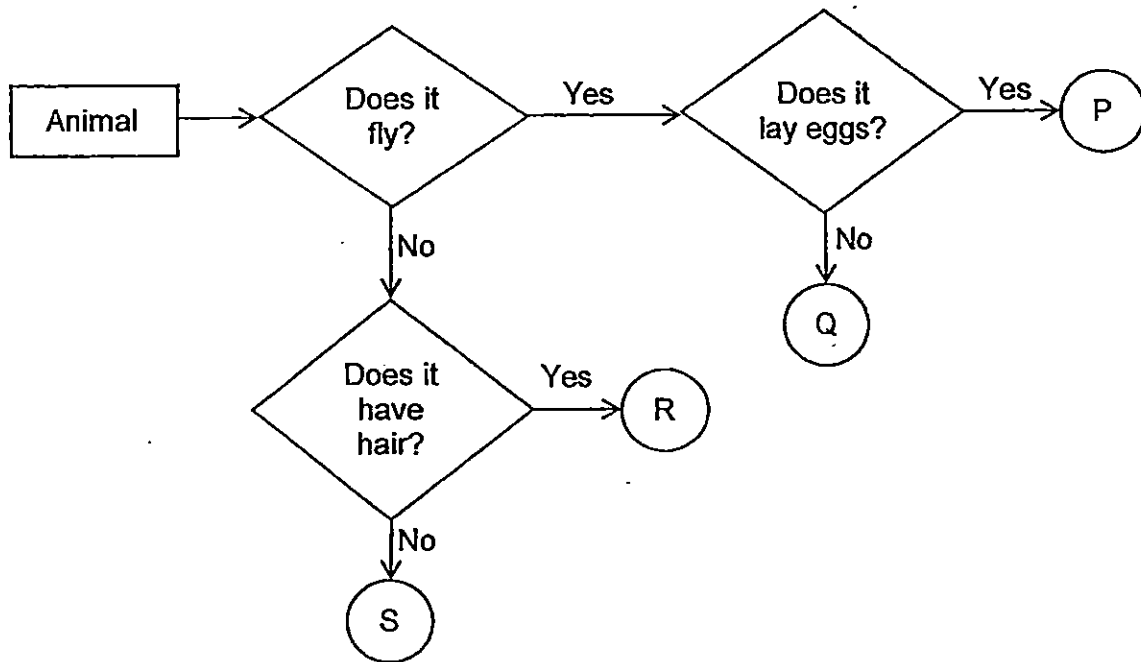 Animal
Does it
fly?
Yes
Does it
lay eggs?
Yes
P
No
No
Q
Does it
have
hair?
Yes
R
No
S